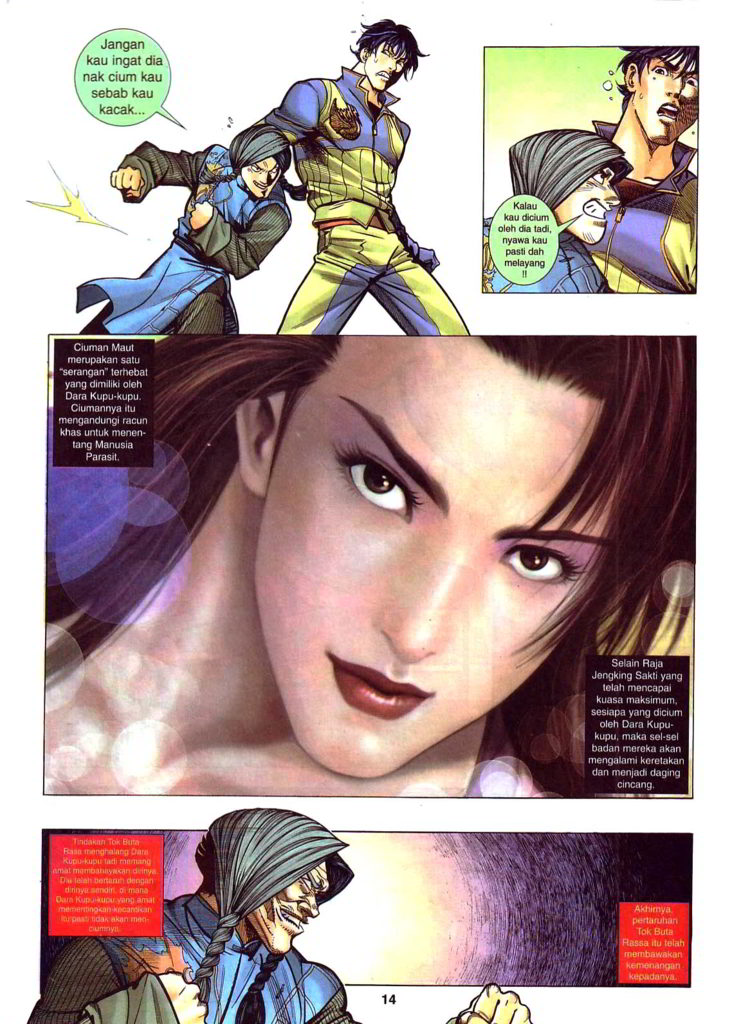 Jangan
kau ingat dia
nak cium kau
sebab kau
kacak...
Kalau
kau dicium
oleh dia tadi,
nyawa kau
pasti dah
melayang
!!
Ciuman Maut
merupakan satu
“serangan” terhebat
yang dimiliki oleh
Dara Kupu-kupu.
Ciumannya itu
mengandungi racun
khas untuk menen-
tang Manusia
Parasit.
Selain Raja
Jengking Sakti yang
telah mencapai
kuasa maksimum,
sesiapa yang dicium
oleh Dara Kupu-
kupu, maka sel-sel
badan mereka akan
mengalami keretakan
dan menjadi daging
cincang.
Tindakan Tok Buta
Rasa menghalang Dara
Kupu-kupu tadi memang
amat membahayakan dirinya.
Dia telah bertaruh dengan
dirinya sendiri, di mana
Dara Kupu-kupu yang amat
mementingkan kecantikan
itu pasti tidak akan men-
ciumnya.
Akhirnya,
pertaruhan
Tok Buta
Rassa itu telah
membawakan
kemenangan
kepadanya.
14